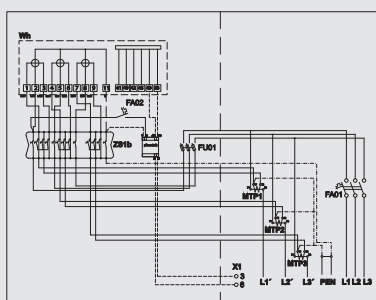 Wh
1 2 3 4 5 6 7 8 9 11
FA02
ZS1b
FU01
MTP1
FA01
MTP2
MTP3
X1
3
6
L1´ L2´ L3´ PEN L1 L2 L3